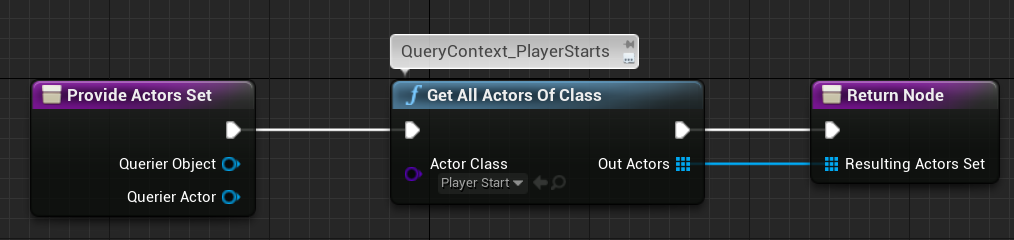 QueryContext_PlayerStarts
Provide Actors Set
Querier Object
Querier Actor
f Get All Actors Of Class
Actor Class
Player Start
Out Actors
Return Node
Resulting Actors Set